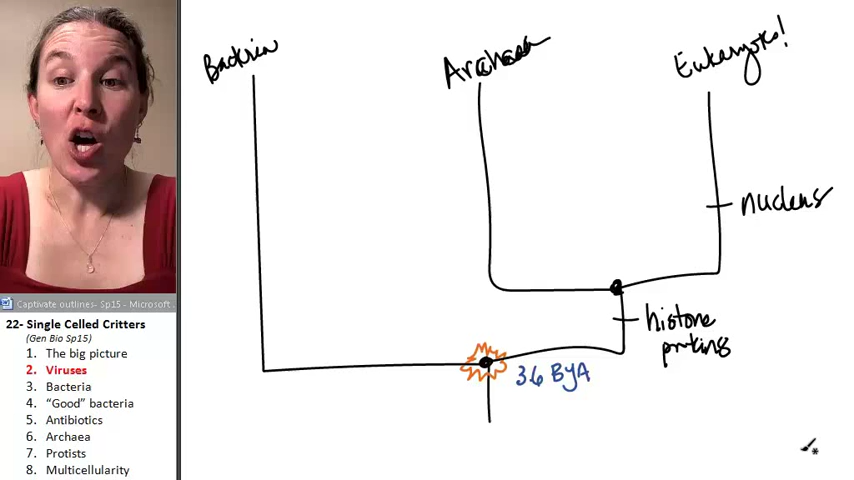 Bacteria
Archaea
Eukaryotes!
nucleus
histone
proteins
3.6 BYA
Captivate outlines- Sp15 - Microsoft .
22- Single Celled Critters
(Gen Bio Sp15)
1. The big picture
2. Viruses
3. Bacteria
4. “Good” bacteria
5. Antibiotics
6. Archaea
7. Protists
8. Multicellularity